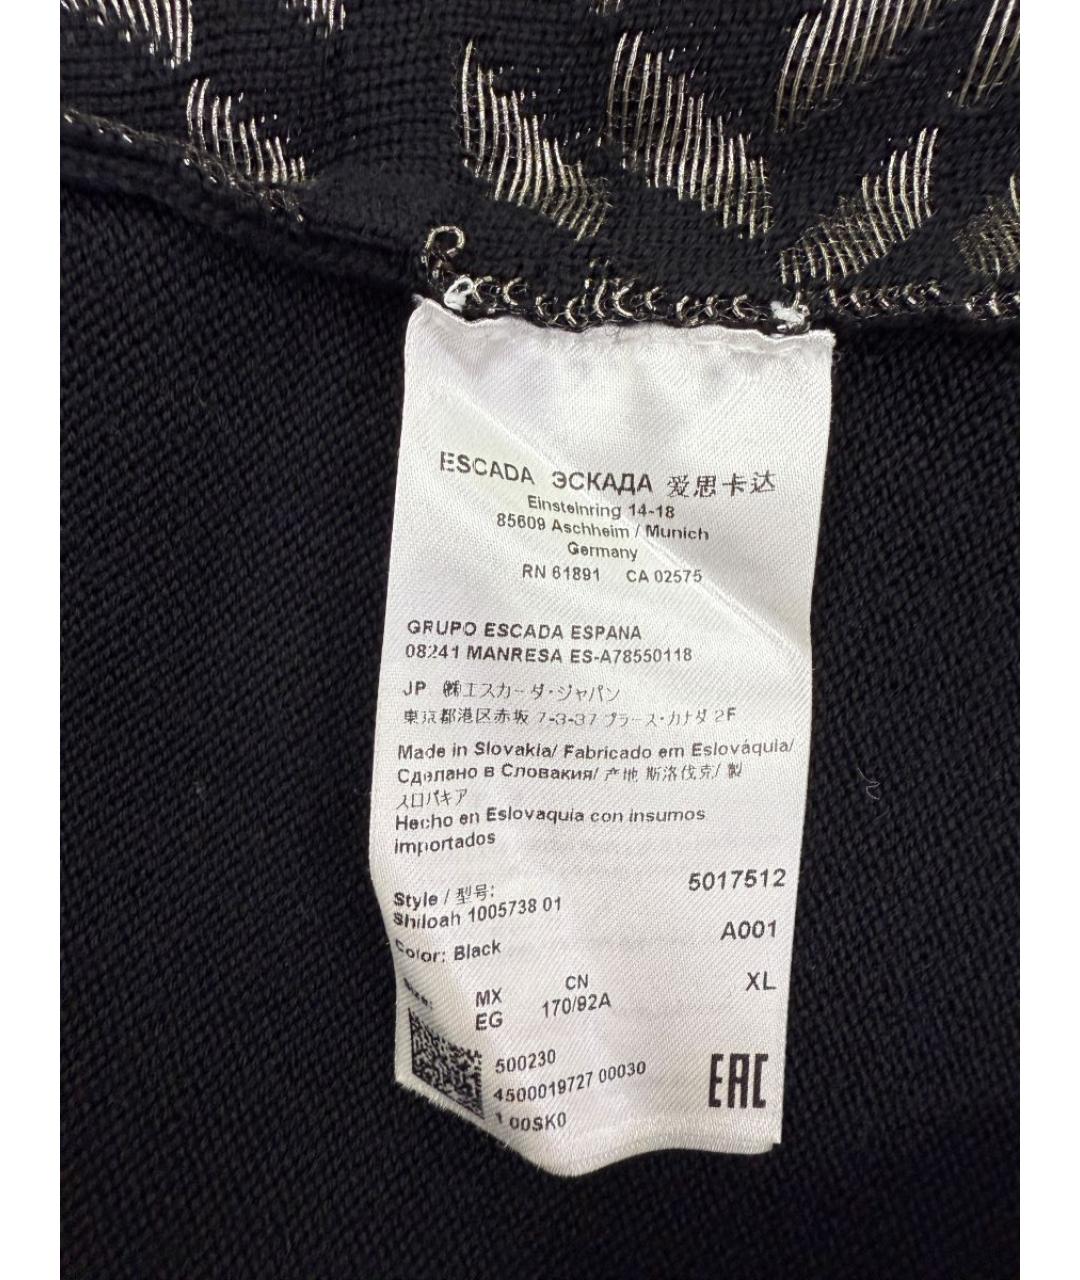 ESCADA ЭСКАДА 爱思卡达
Einsteinring 14-18
85609 Aschheim / Munich
Germany
RN 61891 CA 02575
GRUPO ESCADA ESPANA
08241 MANRESA ES-A78550118
JP ㈱エスカーダ・ジャパン
東京都港区赤坂 7-3-37 プラース・カナダ 2F
Made in Slovakia/ Fabricado em Eslováquia/
Сделано в Словакия/ 产地 斯洛伐克/ 製
スロバキア
Hecho en Eslovaquia con insumos
importados
Style / 型号: 5017512
Shiloah 1005738 01
A001
Color: Black
Size: MX CN XL
EG 170/92A
500230
4500019727 00030
1 00SK0
EAC